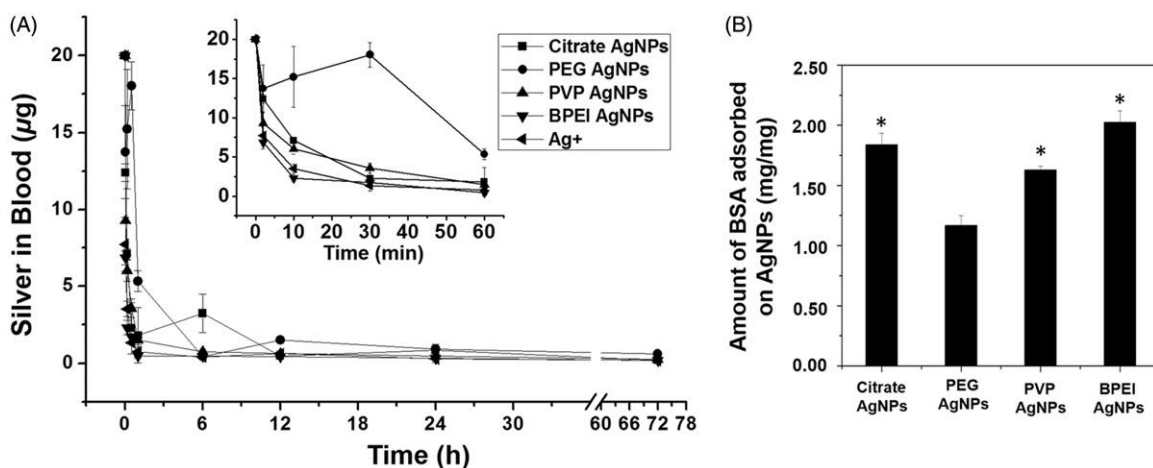 (A)
Silver in Blood (µg)
20
15
10
5
0
0
6
12
18
24
30
60
66
72
78
Time (h)
20
15
10
5
0
0
10
20
30
40
50
60
Time (min)
Citrate AgNPs
PEG AgNPs
PVP AgNPs
BPEI AgNPs
Ag+
(B)
Amount of BSA adsorbed
on AgNPs (mg/mg)
2.50
2.00
1.50
1.00
0.50
0.00
*
*
*
Citrate
AgNPs
PEG
AgNPs
PVP
AgNPs
BPEI
AgNPs